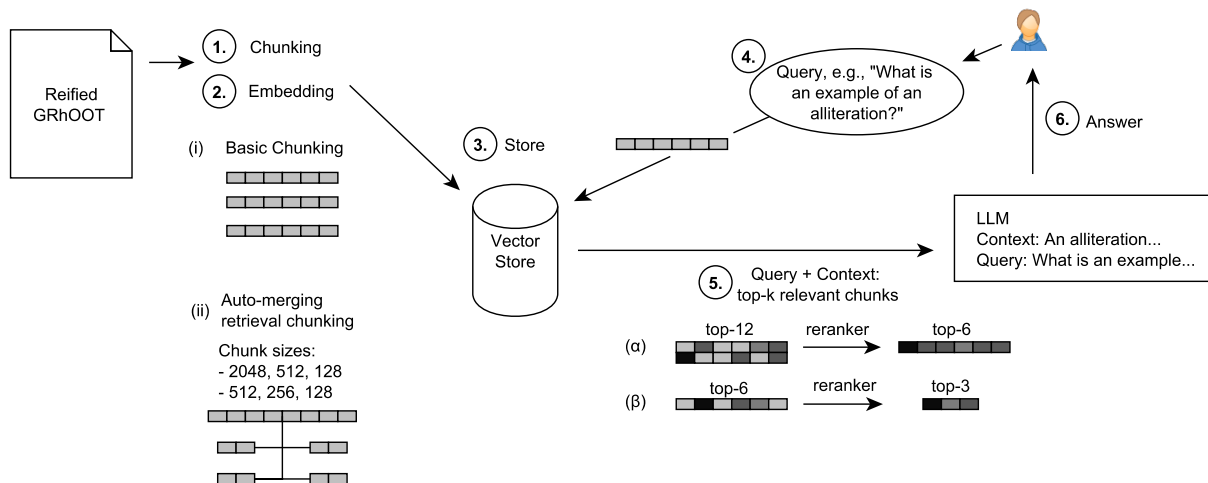 Reified
GRhOOT
1. Chunking
2. Embedding
(i) Basic Chunking
(ii) Auto-merging
retrieval chunking
Chunk sizes:
- 2048, 512, 128
- 512, 256, 128
3. Store
Vector
Store
4.
Query, e.g., "What is
an example of an
alliteration?"
5. Query + Context:
top-k relevant chunks
(α) top-12 reranker top-6
(β) top-6 reranker top-3
LLM
Context: An alliteration...
Query: What is an example...
6. Answer